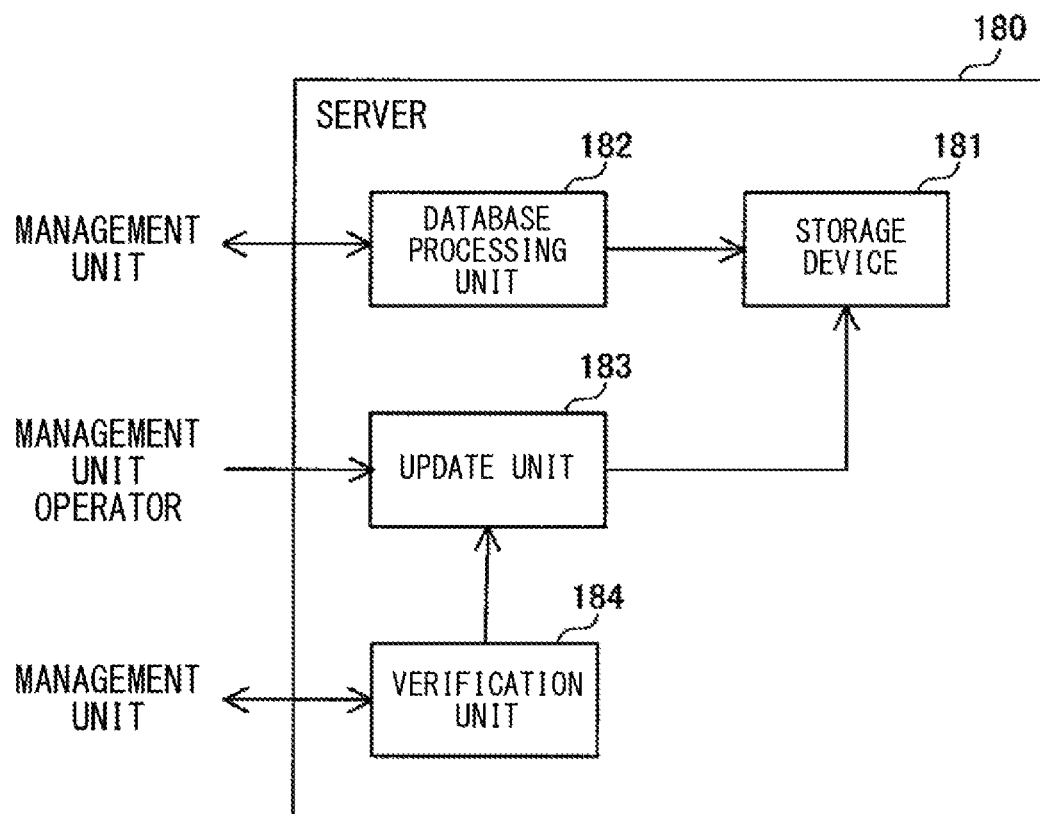 180
SERVER
182
181
MANAGEMENT
UNIT
DATABASE
PROCESSING
UNIT
STORAGE
DEVICE
183
MANAGEMENT
UNIT
OPERATOR
UPDATE UNIT
184
MANAGEMENT
UNIT
VERIFICATION
UNIT